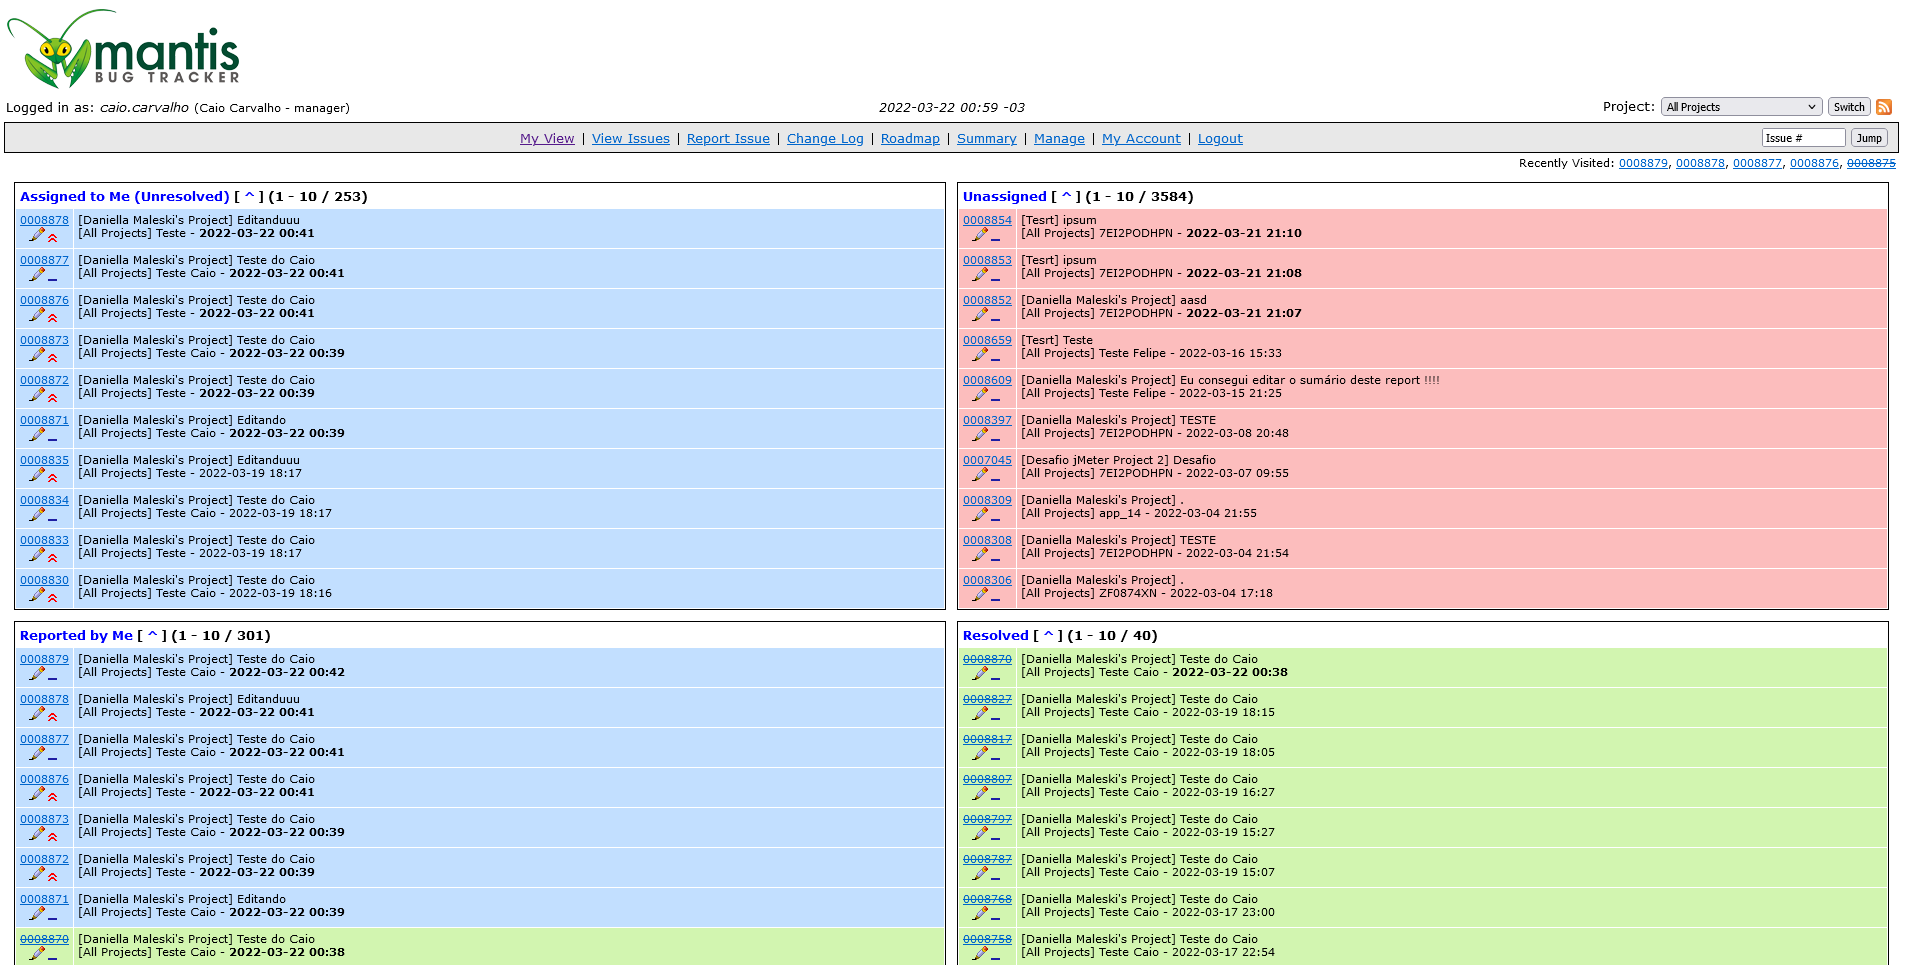 mantis
BUG TRACKER
Logged in as: caio.carvalho (Caio Carvalho - manager)
2022-03-22 00:59 -03
Project: All Projects Switch
My View | View Issues | Report Issue | Change Log | Roadmap | Summary | Manage | My Account | Logout
Issue # Jump
Recently Visited: 0008879, 0008878, 0008877, 0008876, 0008875
Assigned to Me (Unresolved) [ ^ ] (1 - 10 / 253)
0008878 [Daniella Maleski's Project] Editanduuu
[All Projects] Teste - 2022-03-22 00:41
0008877 [Daniella Maleski's Project] Teste do Caio
[All Projects] Teste Caio - 2022-03-22 00:41
0008876 [Daniella Maleski's Project] Teste do Caio
[All Projects] Teste - 2022-03-22 00:41
0008873 [Daniella Maleski's Project] Teste do Caio
[All Projects] Teste Caio - 2022-03-22 00:39
0008872 [Daniella Maleski's Project] Teste do Caio
[All Projects] Teste - 2022-03-22 00:39
0008871 [Daniella Maleski's Project] Editando
[All Projects] Teste Caio - 2022-03-22 00:39
0008835 [Daniella Maleski's Project] Editanduuu
[All Projects] Teste - 2022-03-19 18:17
0008834 [Daniella Maleski's Project] Teste do Caio
[All Projects] Teste Caio - 2022-03-19 18:17
0008833 [Daniella Maleski's Project] Teste do Caio
[All Projects] Teste - 2022-03-19 18:17
0008830 [Daniella Maleski's Project] Teste do Caio
[All Projects] Teste Caio - 2022-03-19 18:16
Unassigned [ ^ ] (1 - 10 / 3584)
0008854 [Tesrt] ipsum
[All Projects] 7EI2PODHPN - 2022-03-21 21:10
0008853 [Tesrt] ipsum
[All Projects] 7EI2PODHPN - 2022-03-21 21:08
0008852 [Daniella Maleski's Project] aasd
[All Projects] 7EI2PODHPN - 2022-03-21 21:07
0008659 [Tesrt] Teste
[All Projects] Teste Felipe - 2022-03-16 15:33
0008609 [Daniella Maleski's Project] Eu consegui editar o sumário deste report !!!!
[All Projects] Teste Felipe - 2022-03-15 21:25
0008397 [Daniella Maleski's Project] TESTE
[All Projects] 7EI2PODHPN - 2022-03-08 20:48
0007045 [Desafio jMeter Project 2] Desafio
[All Projects] 7EI2PODHPN - 2022-03-07 09:55
0008309 [Daniella Maleski's Project] .
[All Projects] app_14 - 2022-03-04 21:55
0008308 [Daniella Maleski's Project] TESTE
[All Projects] 7EI2PODHPN - 2022-03-04 21:54
0008306 [Daniella Maleski's Project] .
[All Projects] ZF0874XN - 2022-03-04 17:18
Reported by Me [ ^ ] (1 - 10 / 301)
0008879 [Daniella Maleski's Project] Teste do Caio
[All Projects] Teste Caio - 2022-03-22 00:42
0008878 [Daniella Maleski's Project] Editanduuu
[All Projects] Teste - 2022-03-22 00:41
0008877 [Daniella Maleski's Project] Teste do Caio
[All Projects] Teste Caio - 2022-03-22 00:41
0008876 [Daniella Maleski's Project] Teste do Caio
[All Projects] Teste - 2022-03-22 00:41
0008873 [Daniella Maleski's Project] Teste do Caio
[All Projects] Teste Caio - 2022-03-22 00:39
0008872 [Daniella Maleski's Project] Teste do Caio
[All Projects] Teste - 2022-03-22 00:39
0008871 [Daniella Maleski's Project] Editando
[All Projects] Teste Caio - 2022-03-22 00:39
0008870 [Daniella Maleski's Project] Teste do Caio
[All Projects] Teste Caio - 2022-03-22 00:38
Resolved [ ^ ] (1 - 10 / 40)
0008870 [Daniella Maleski's Project] Teste do Caio
[All Projects] Teste Caio - 2022-03-22 00:38
0008827 [Daniella Maleski's Project] Teste do Caio
[All Projects] Teste Caio - 2022-03-19 18:15
0008817 [Daniella Maleski's Project] Teste do Caio
[All Projects] Teste Caio - 2022-03-19 18:05
0008807 [Daniella Maleski's Project] Teste do Caio
[All Projects] Teste Caio - 2022-03-19 16:27
0008797 [Daniella Maleski's Project] Teste do Caio
[All Projects] Teste Caio - 2022-03-19 15:27
0008787 [Daniella Maleski's Project] Teste do Caio
[All Projects] Teste Caio - 2022-03-19 15:07
0008768 [Daniella Maleski's Project] Teste do Caio
[All Projects] Teste Caio - 2022-03-17 23:00
0008758 [Daniella Maleski's Project] Teste do Caio
[All Projects] Teste Caio - 2022-03-17 22:54